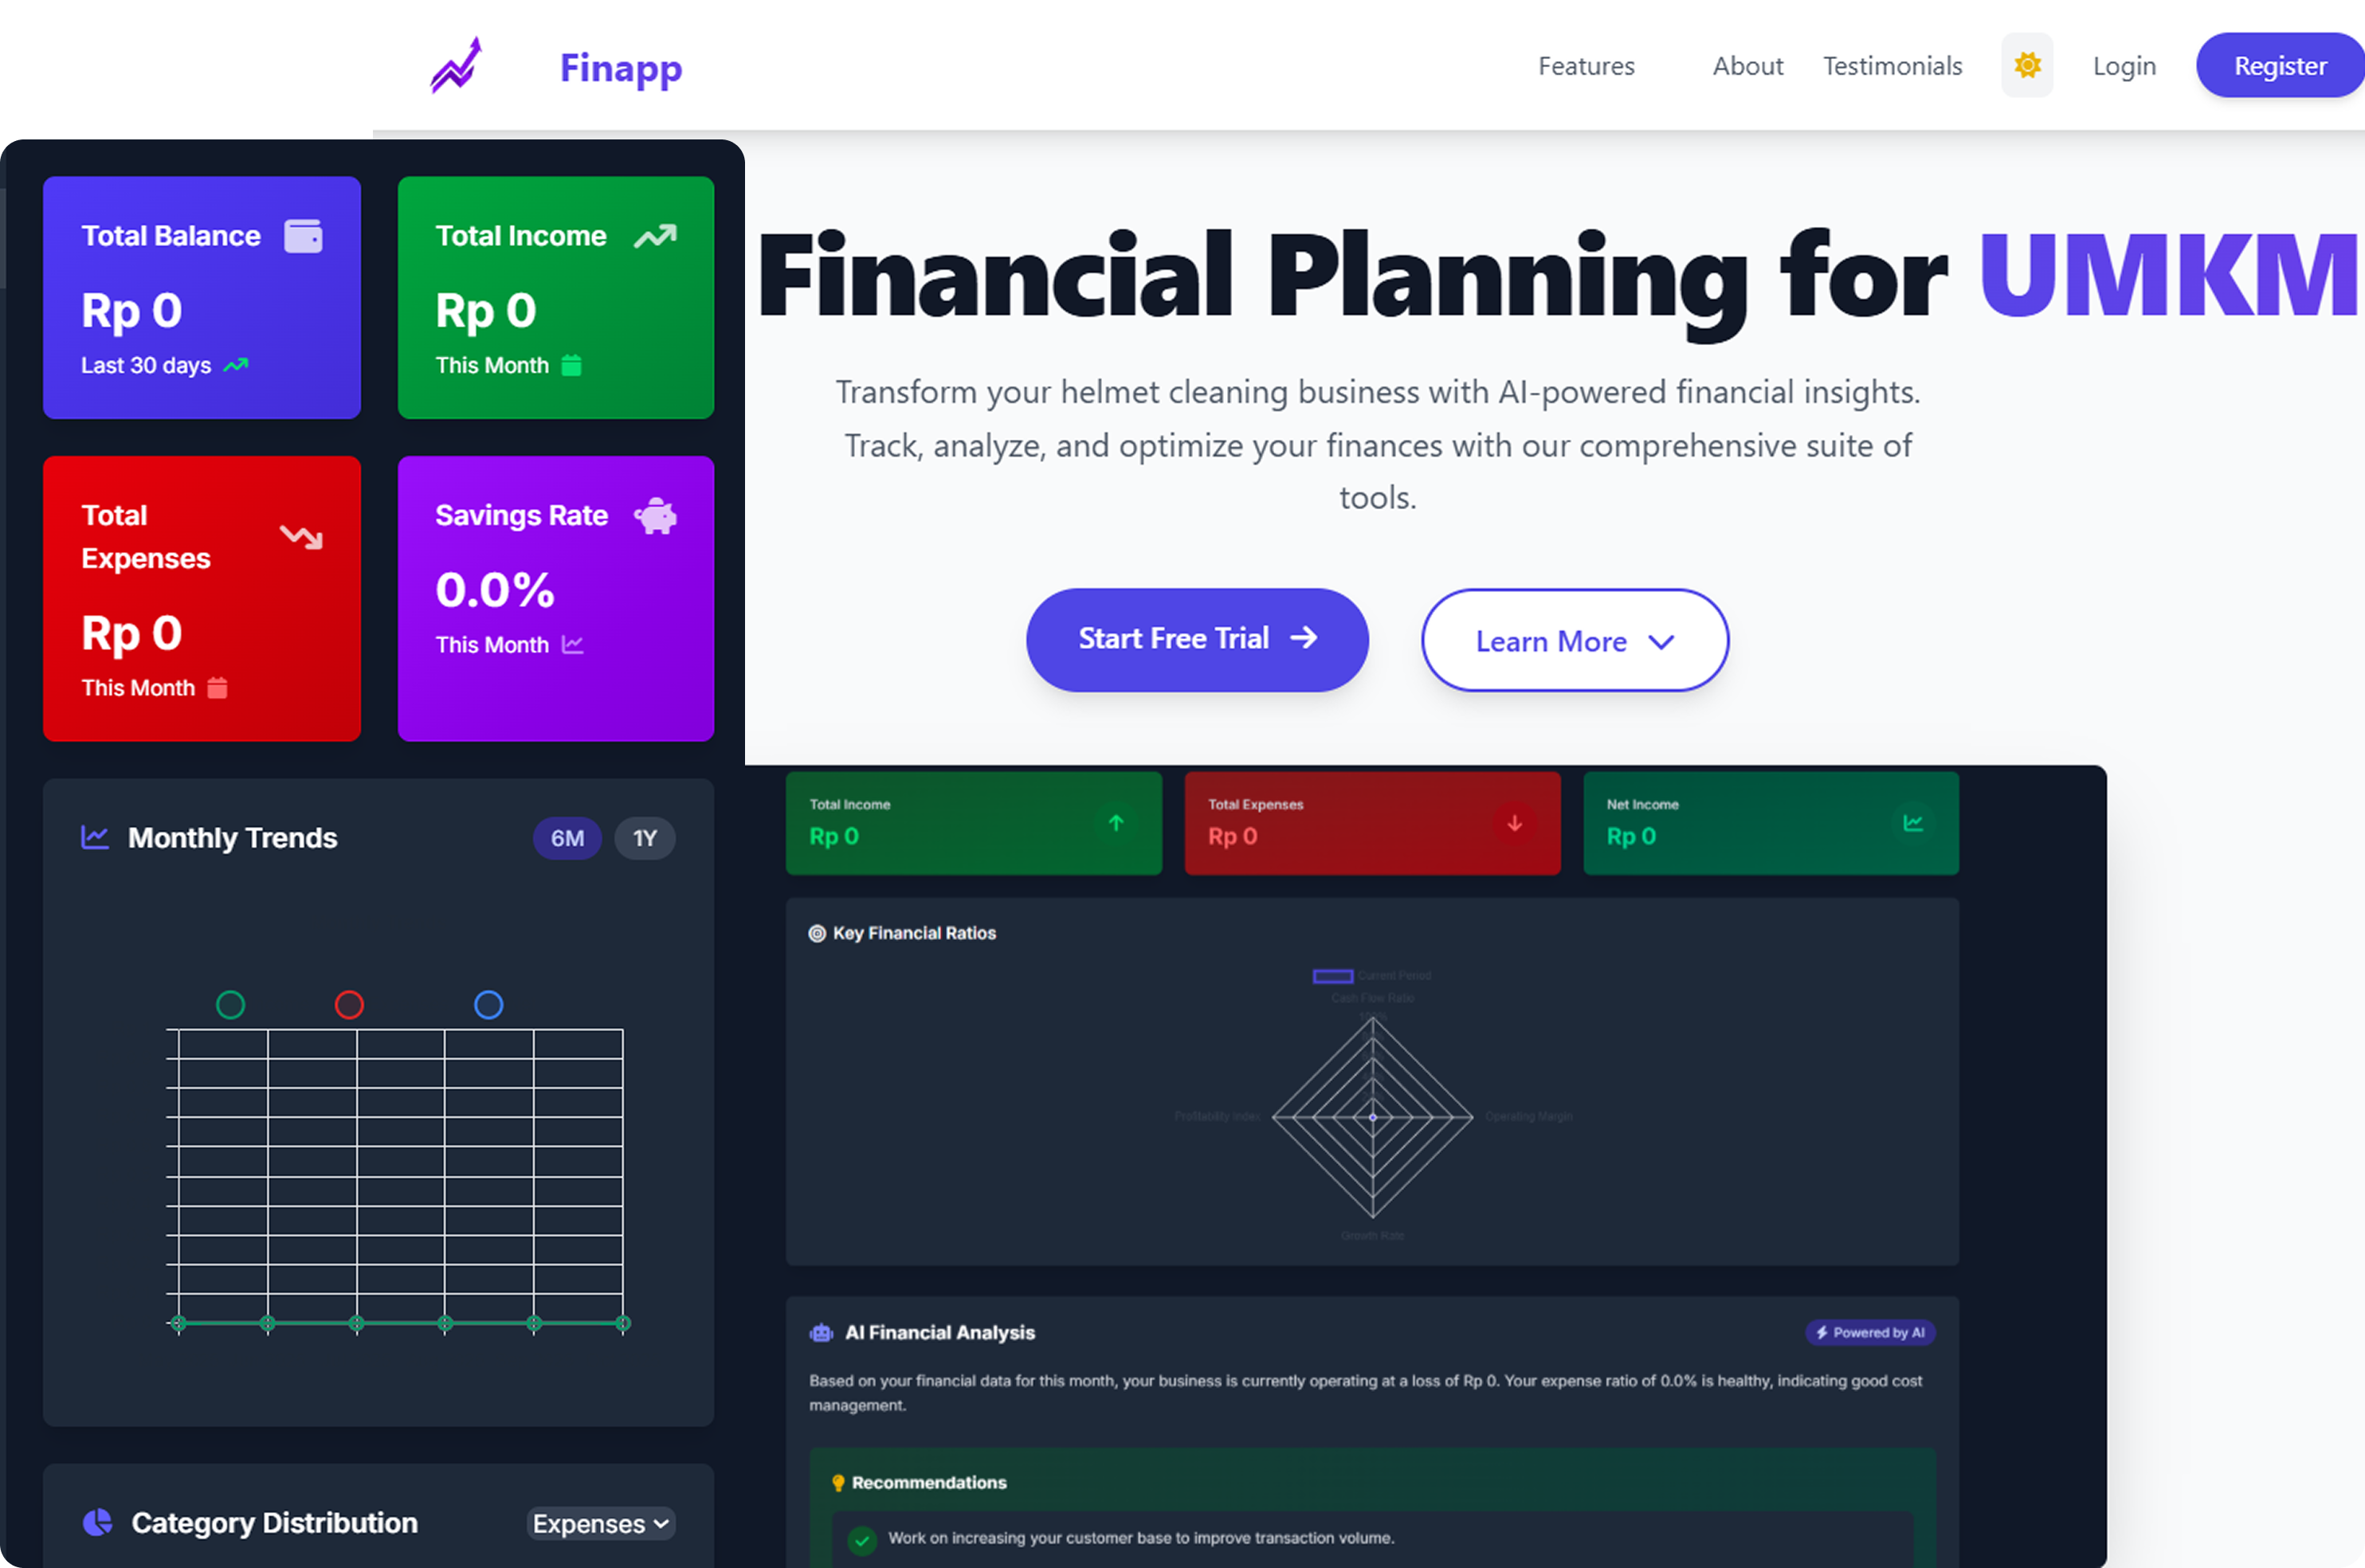 Finapp
Features
About
Testimonials
Login
Register
Total Balance
Rp 0
Last 30 days
Total Income
Rp 0
This Month
Total
Expenses
Rp 0
This Month
Savings Rate
0.0%
This Month
Monthly Trends
6M
1Y
Category Distribution
Expenses
Financial Planning for UMKM
Transform your helmet cleaning business with AI-powered financial insights.
Track, analyze, and optimize your finances with our comprehensive suite of
tools.
Start Free Trial
Learn More
Total Income
Rp 0
Total Expenses
Rp 0
Net Income
Rp 0
Key Financial Ratios
Current Period
Cash Flow Ratio
Profitability Index
Operating Margin
Growth Rate
AI Financial Analysis
Powered by AI
Based on your financial data for this month, your business is currently operating at a loss of Rp 0. Your expense ratio of 0.0% is healthy, indicating good cost
management.
Recommendations
Work on increasing your customer base to improve transaction volume.